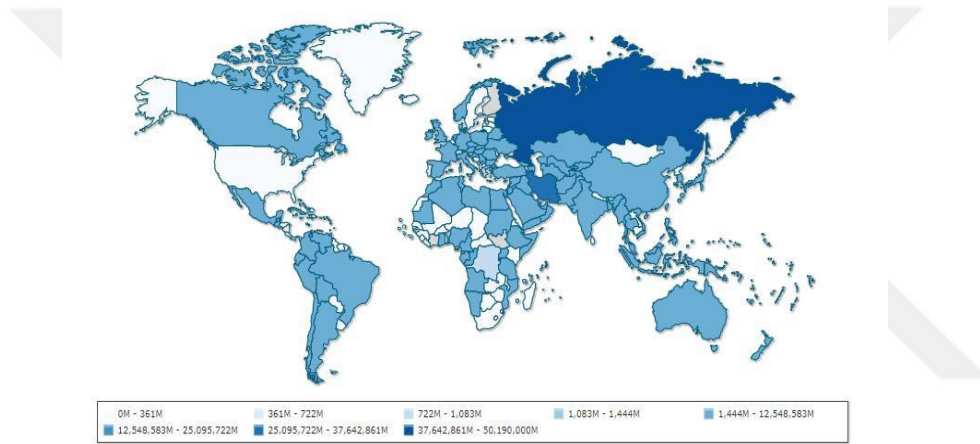 0M - 361M 361M - 722M 722M - 1,083M 1,083M - 1,444M 1,444M - 12,548,583M
12,548,583M - 25,095,722M 25,095,722M - 37,642,861M 37,642,861M - 50,190,000M